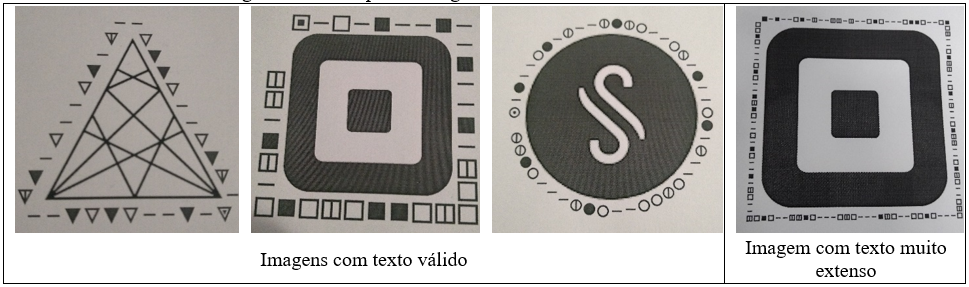 Imagens com texto válido
Imagem com texto muito
extenso